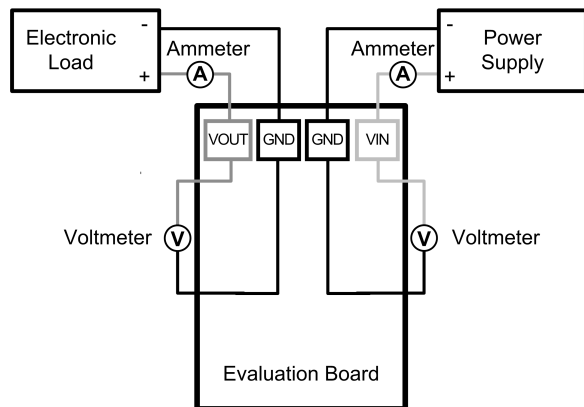 Electronic
Load
-
+
Ammeter
A
Ammeter
A
-
+
Power
Supply
VOUT
GND
GND
VIN
Voltmeter
V
V
Voltmeter
Evaluation Board